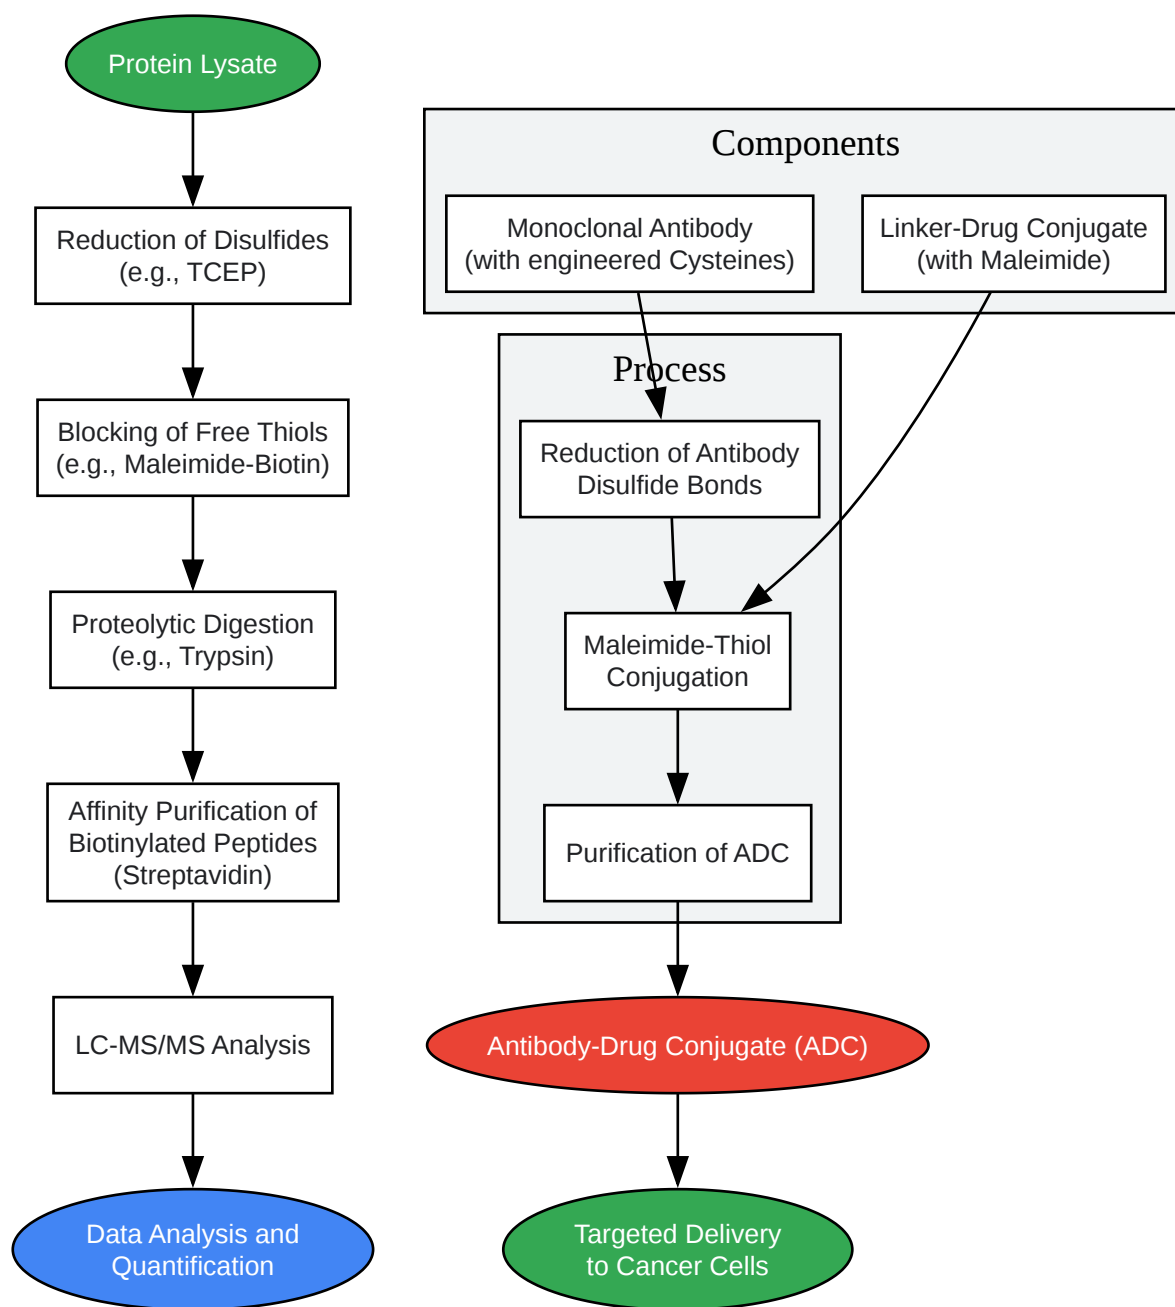 Protein Lysate
Reduction of Disulfides
(e.g., TCEP)
Blocking of Free Thiols
(e.g., Maleimide-Biotin)
Proteolytic Digestion
(e.g., Trypsin)
Affinity Purification of
Biotinylated Peptides
(Streptavidin)
LC-MS/MS Analysis
Data Analysis and
Quantification
Components
Monoclonal Antibody
(with engineered Cysteines)
Linker-Drug Conjugate
(with Maleimide)
Process
Reduction of Antibody
Disulfide Bonds
Maleimide-Thiol
Conjugation
Purification of ADC
Antibody-Drug Conjugate (ADC)
Targeted Delivery
to Cancer Cells